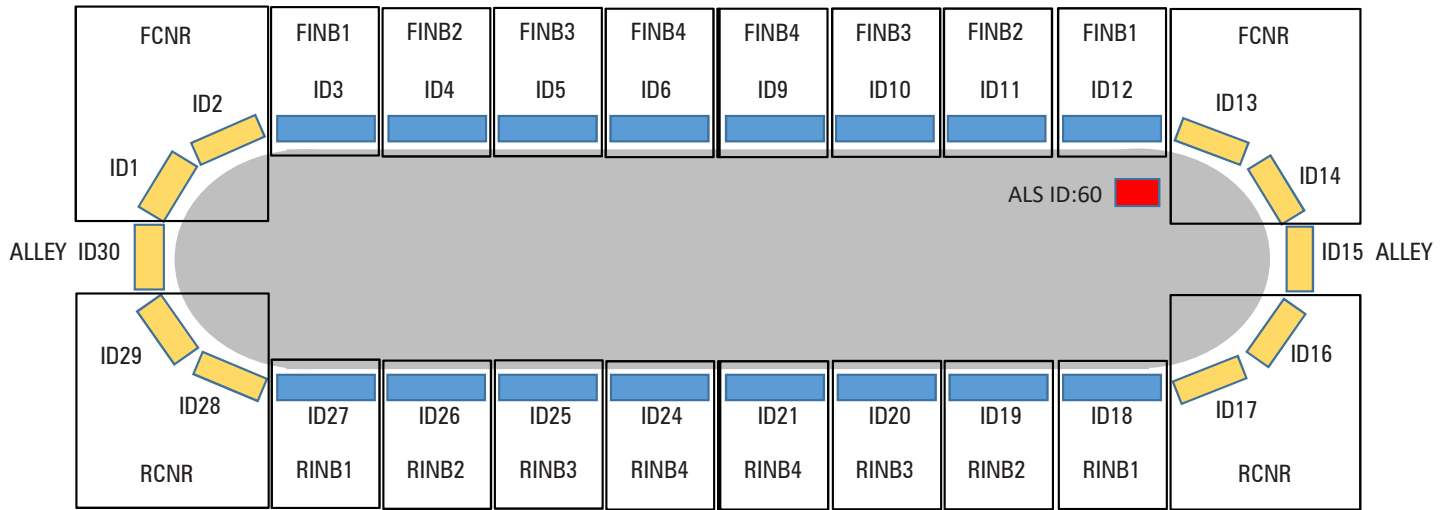 FCNR FINB1 FINB2 FINB3 FINB4 FINB4 FINB3 FINB2 FINB1 FCNR
ID2 ID3 ID4 ID5 ID6 ID9 ID10 ID11 ID12 ID13
ID1 ID14
ALS ID:60
ALLEY ID30 ID15 ALLEY
ID29 ID16
ID28 ID27 ID26 ID25 ID24 ID21 ID20 ID19 ID18 ID17
RCNR RINB1 RINB2 RINB3 RINB4 RINB4 RINB3 RINB2 RINB1 RCNR